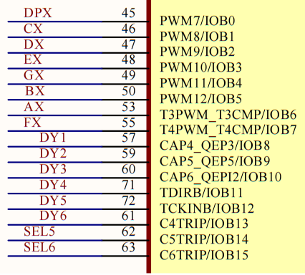 DPX 45 PWM7/IOB0
CX 46 PWM8/IOB1
DX 47 PWM9/IOB2
EX 48 PWM10/IOB3
GX 49 PWM11/IOB4
BX 50 PWM12/IOB5
AX 53 T3PWM_T3CMP/IOB6
FX 55 T4PWM_T4CMP/IOB7
DY1 57 CAP4_QEP3/IOB8
DY2 59 CAP5_QEP5/IOB9
DY3 60 CAP6_QEPI2/IOB10
DY4 71 TDIRB/IOB11
DY5 72 TCKINB/IOB12
DY6 61 C4TRIP/IOB13
SEL5 62 C5TRIP/IOB14
SEL6 63 C6TRIP/IOB15